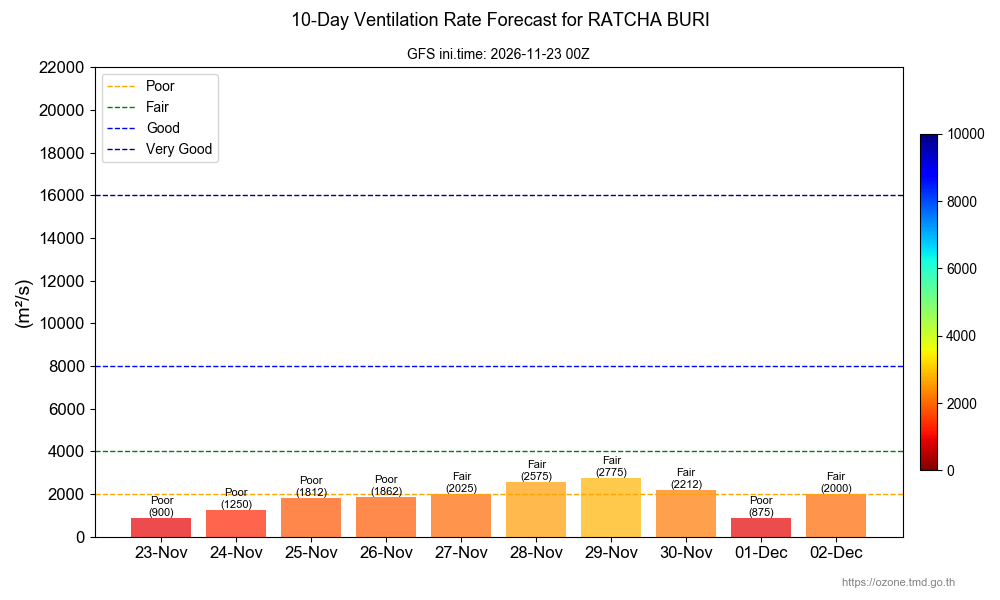 10-Day Ventilation Rate Forecast for RATCHA BURI
GFS ini.time: 2026-11-23 00Z
22000
20000
18000
16000
14000
12000
10000
8000
6000
4000
2000
0
(m²/s)
Poor
Fair
Good
Very Good
Poor
(900)
Poor
(1250)
Poor
(1812)
Poor
(1862)
Fair
(2025)
Fair
(2575)
Fair
(2775)
Fair
(2212)
Poor
(875)
Fair
(2000)
23-Nov 24-Nov 25-Nov 26-Nov 27-Nov 28-Nov 29-Nov 30-Nov 01-Dec 02-Dec
10000
8000
6000
4000
2000
0
https://ozone.tmd.go.th